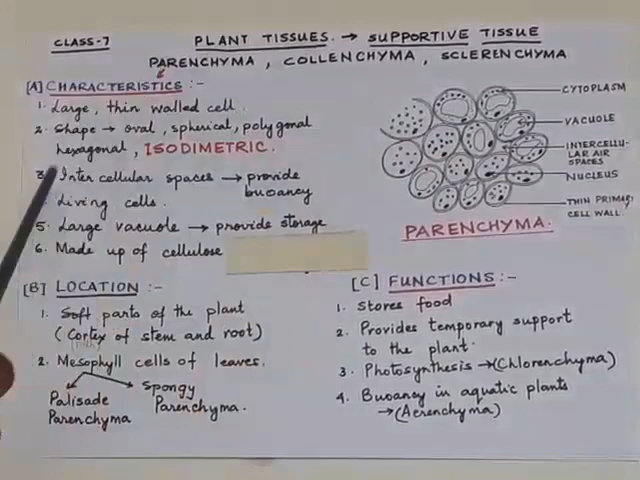 CLASS-7
PLANT TISSUES. → SUPPORTIVE TISSUE
PARENCHYMA, COLLENCHYMA, SCLERENCHYMA
[A] CHARACTERISTICS :-
1. Large, thin walled cell.
2. Shape → oval, spherical, polygonal
hexagonal, ISODIMETRIC.
3. Inter cellular spaces → provide
buoyancy
Living cells.
5. Large vacuole → provide storage
6. Made up of cellulose
CYTOPLASM
VACUOLE
INTERCELLU-
LAR AIR
SPACES
NUCLEUS
THIN PRIMARY
CELL WALL
PARENCHYMA.
[B] LOCATION :-
1. Soft parts of the plant
(Cortex of stem and root)
2. Mesophyll cells of leaves.
Palisade
Parenchyma
Spongy
Parenchyma.
[C] FUNCTIONS :-
1. Stores food
2. Provides temporary support
to the plant.
3. Photosynthesis → (Chlorenchyma)
4. Buoancy in aquatic plants
→ (Aerenchyma)